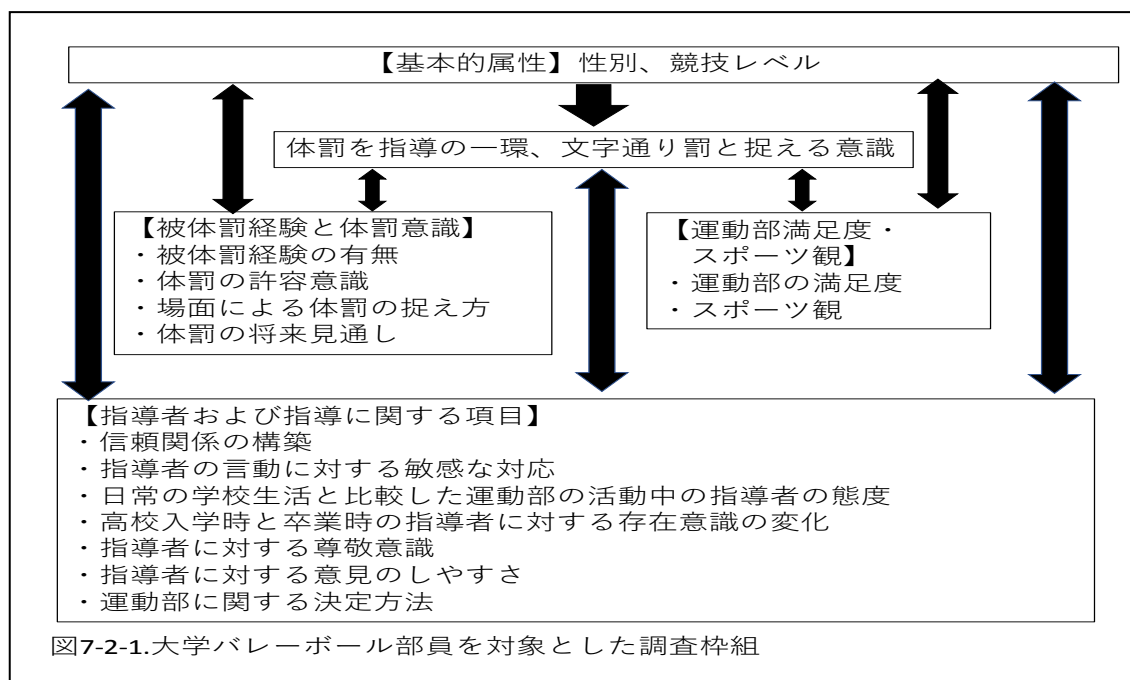 【基本的属性】性別、競技レベル
体罰を指導の一環、文字通り罰と捉える意識
【被体罰経験と体罰意識】
・被体罰経験の有無
・体罰の許容意識
・場面による体罰の捉え方
・体罰の将来見通し
【運動部満足度・
スポーツ観】
・運動部の満足度
・スポーツ観
【指導者および指導に関する項目】
・信頼関係の構築
・指導者の言動に対する敏感な対応
・日常の学校生活と比較した運動部の活動中の指導者の態度
・高校入学時と卒業時の指導者に対する存在意識の変化
・指導者に対する尊敬意識
・指導者に対する意見のしやすさ
・運動部に関する決定方法
図7-2-1.大学バレーボール部員を対象とした調査枠組